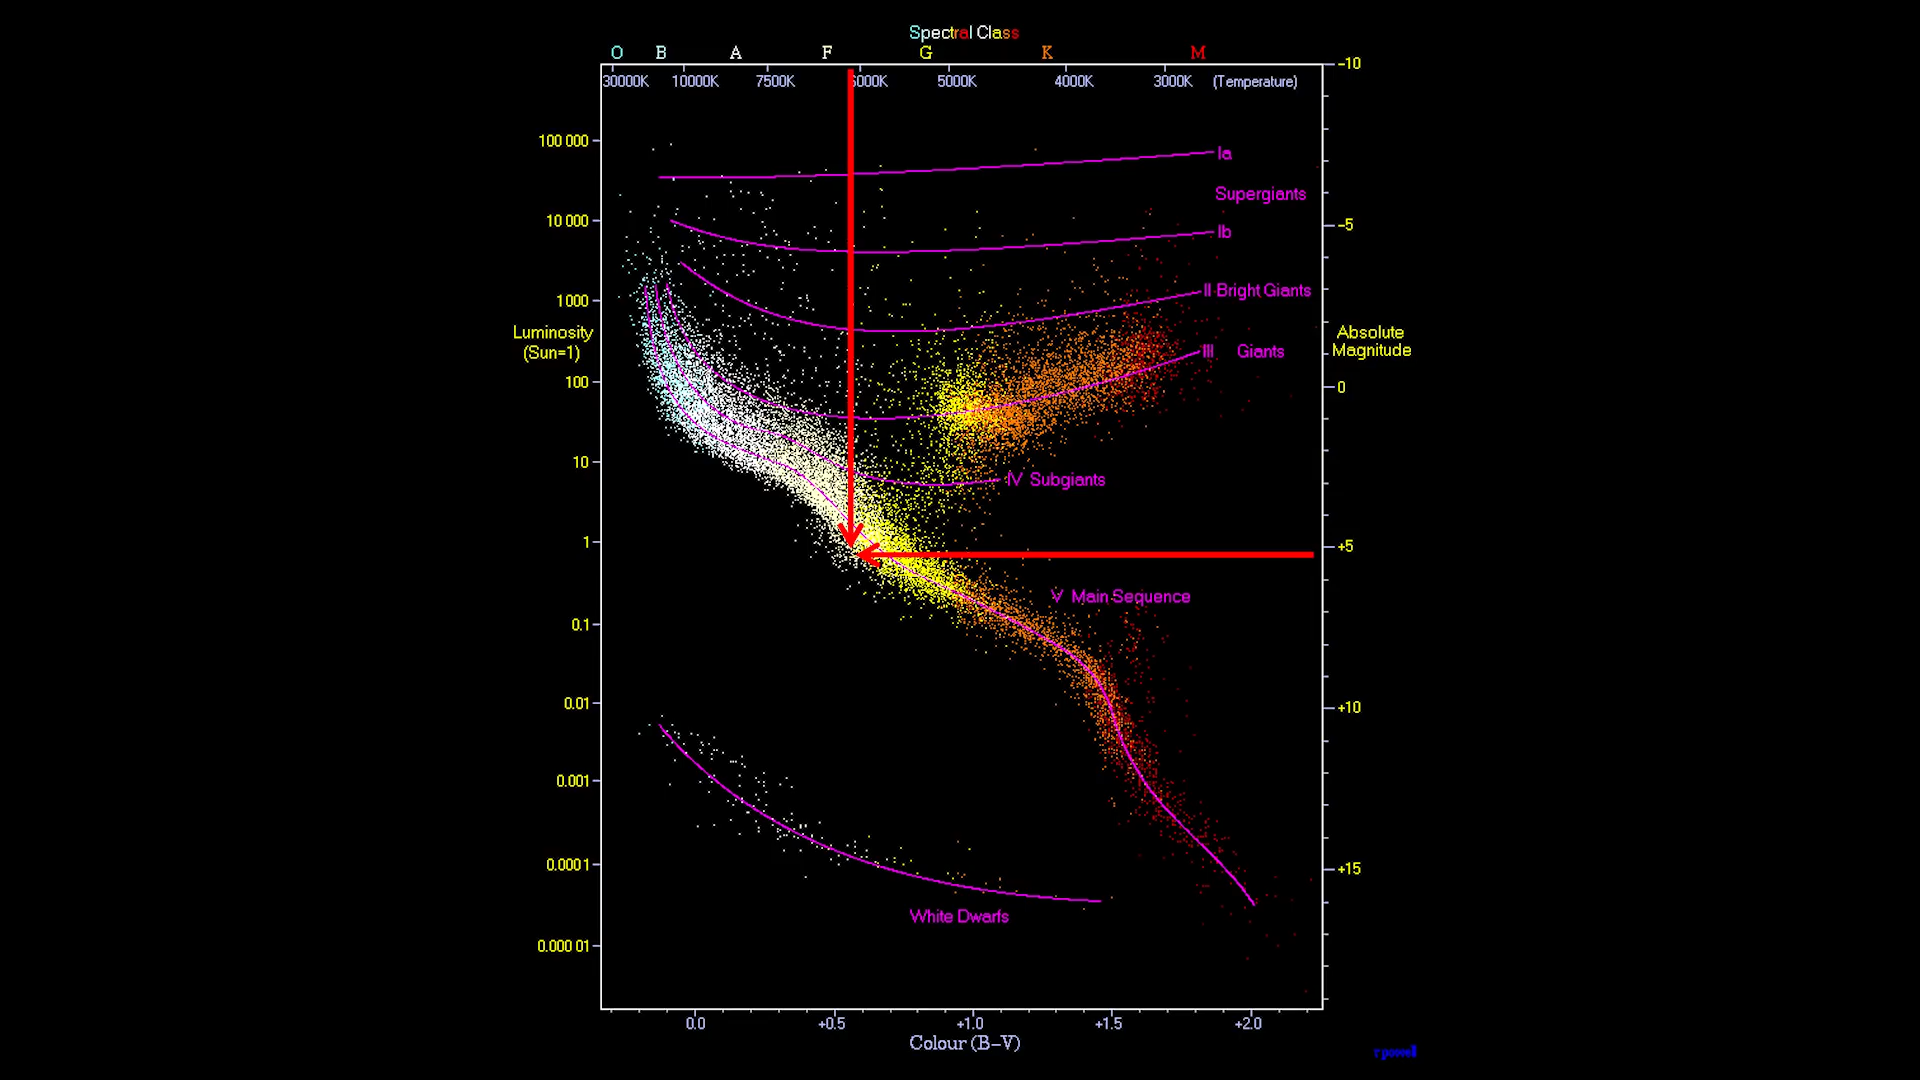 Spectral Class
O B A F G K M
30000K 10000K 7500K 6000K 5000K 4000K 3000K (Temperature)
-10
100 000
Ia
Supergiants
10 000
-5
Ib
1000
II Bright Giants
Luminosity
(Sun=1)
Absolute
Magnitude
III Giants
100
0
10
IV Subgiants
1
+5
V Main Sequence
0.1
0.01
+10
0.001
0.0001
+15
White Dwarfs
0.000 01
0.0 +0.5 +1.0 +1.5 +2.0
Colour (B-V)
rpowell